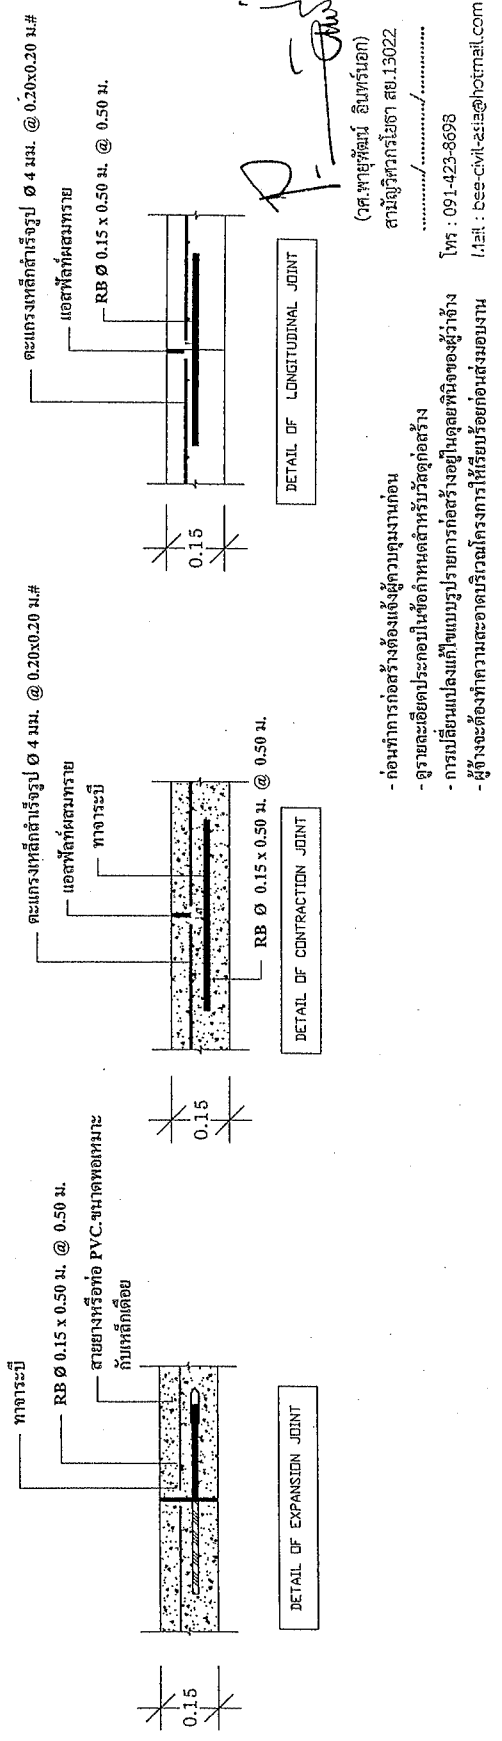 ทาจาระบี
RB Ø 0.15 x 0.50 ม. @ 0.50 ม.
สายยางหรือท่อ PVC.ขนาดพอเหมาะ
กับเหล็กเดือย
0.15
DETAIL OF EXPANSION JOINT
ตะแกรงเหล็กสำเร็จรูป Ø 4 มม. @ 0.20x0.20 ม.#
แอสฟัลท์ผสมทราย
ทาจาระบี
0.15
RB Ø 0.15 x 0.50 ม. @ 0.50 ม.
DETAIL OF CONTRACTION JOINT
ตะแกรงเหล็กสำเร็จรูป Ø 4 มม. @ 0.20x0.20 ม.#
แอสฟัลท์ผสมทราย
RB Ø 0.15 x 0.50 ม. @ 0.50 ม.
0.15
DETAIL OF LONGITUDINAL JOINT
- ก่อนทำการก่อสร้างต้องแจ้งผู้ควบคุมงานก่อน
- ดูรายละเอียดประกอบในข้อกำหนดสำหรับวัสดุก่อสร้าง
- การเปลี่ยนแปลงแก้ไขแบบรูปรายการก่อสร้างอยู่ในดุลยพินิจของผู้ว่าจ้าง
- ผู้จ้างจะต้องทำความสะอาดบริเวณโครงการให้เรียบร้อยก่อนส่งมอบงาน
(วศ.พายุพัฒน์ อินทร์นอก)
สามัญวิศวกรโยธา สย.13022
............/............/............
โทร : 091-423-8698
Mail : bee-civil-asia@hotmail.com